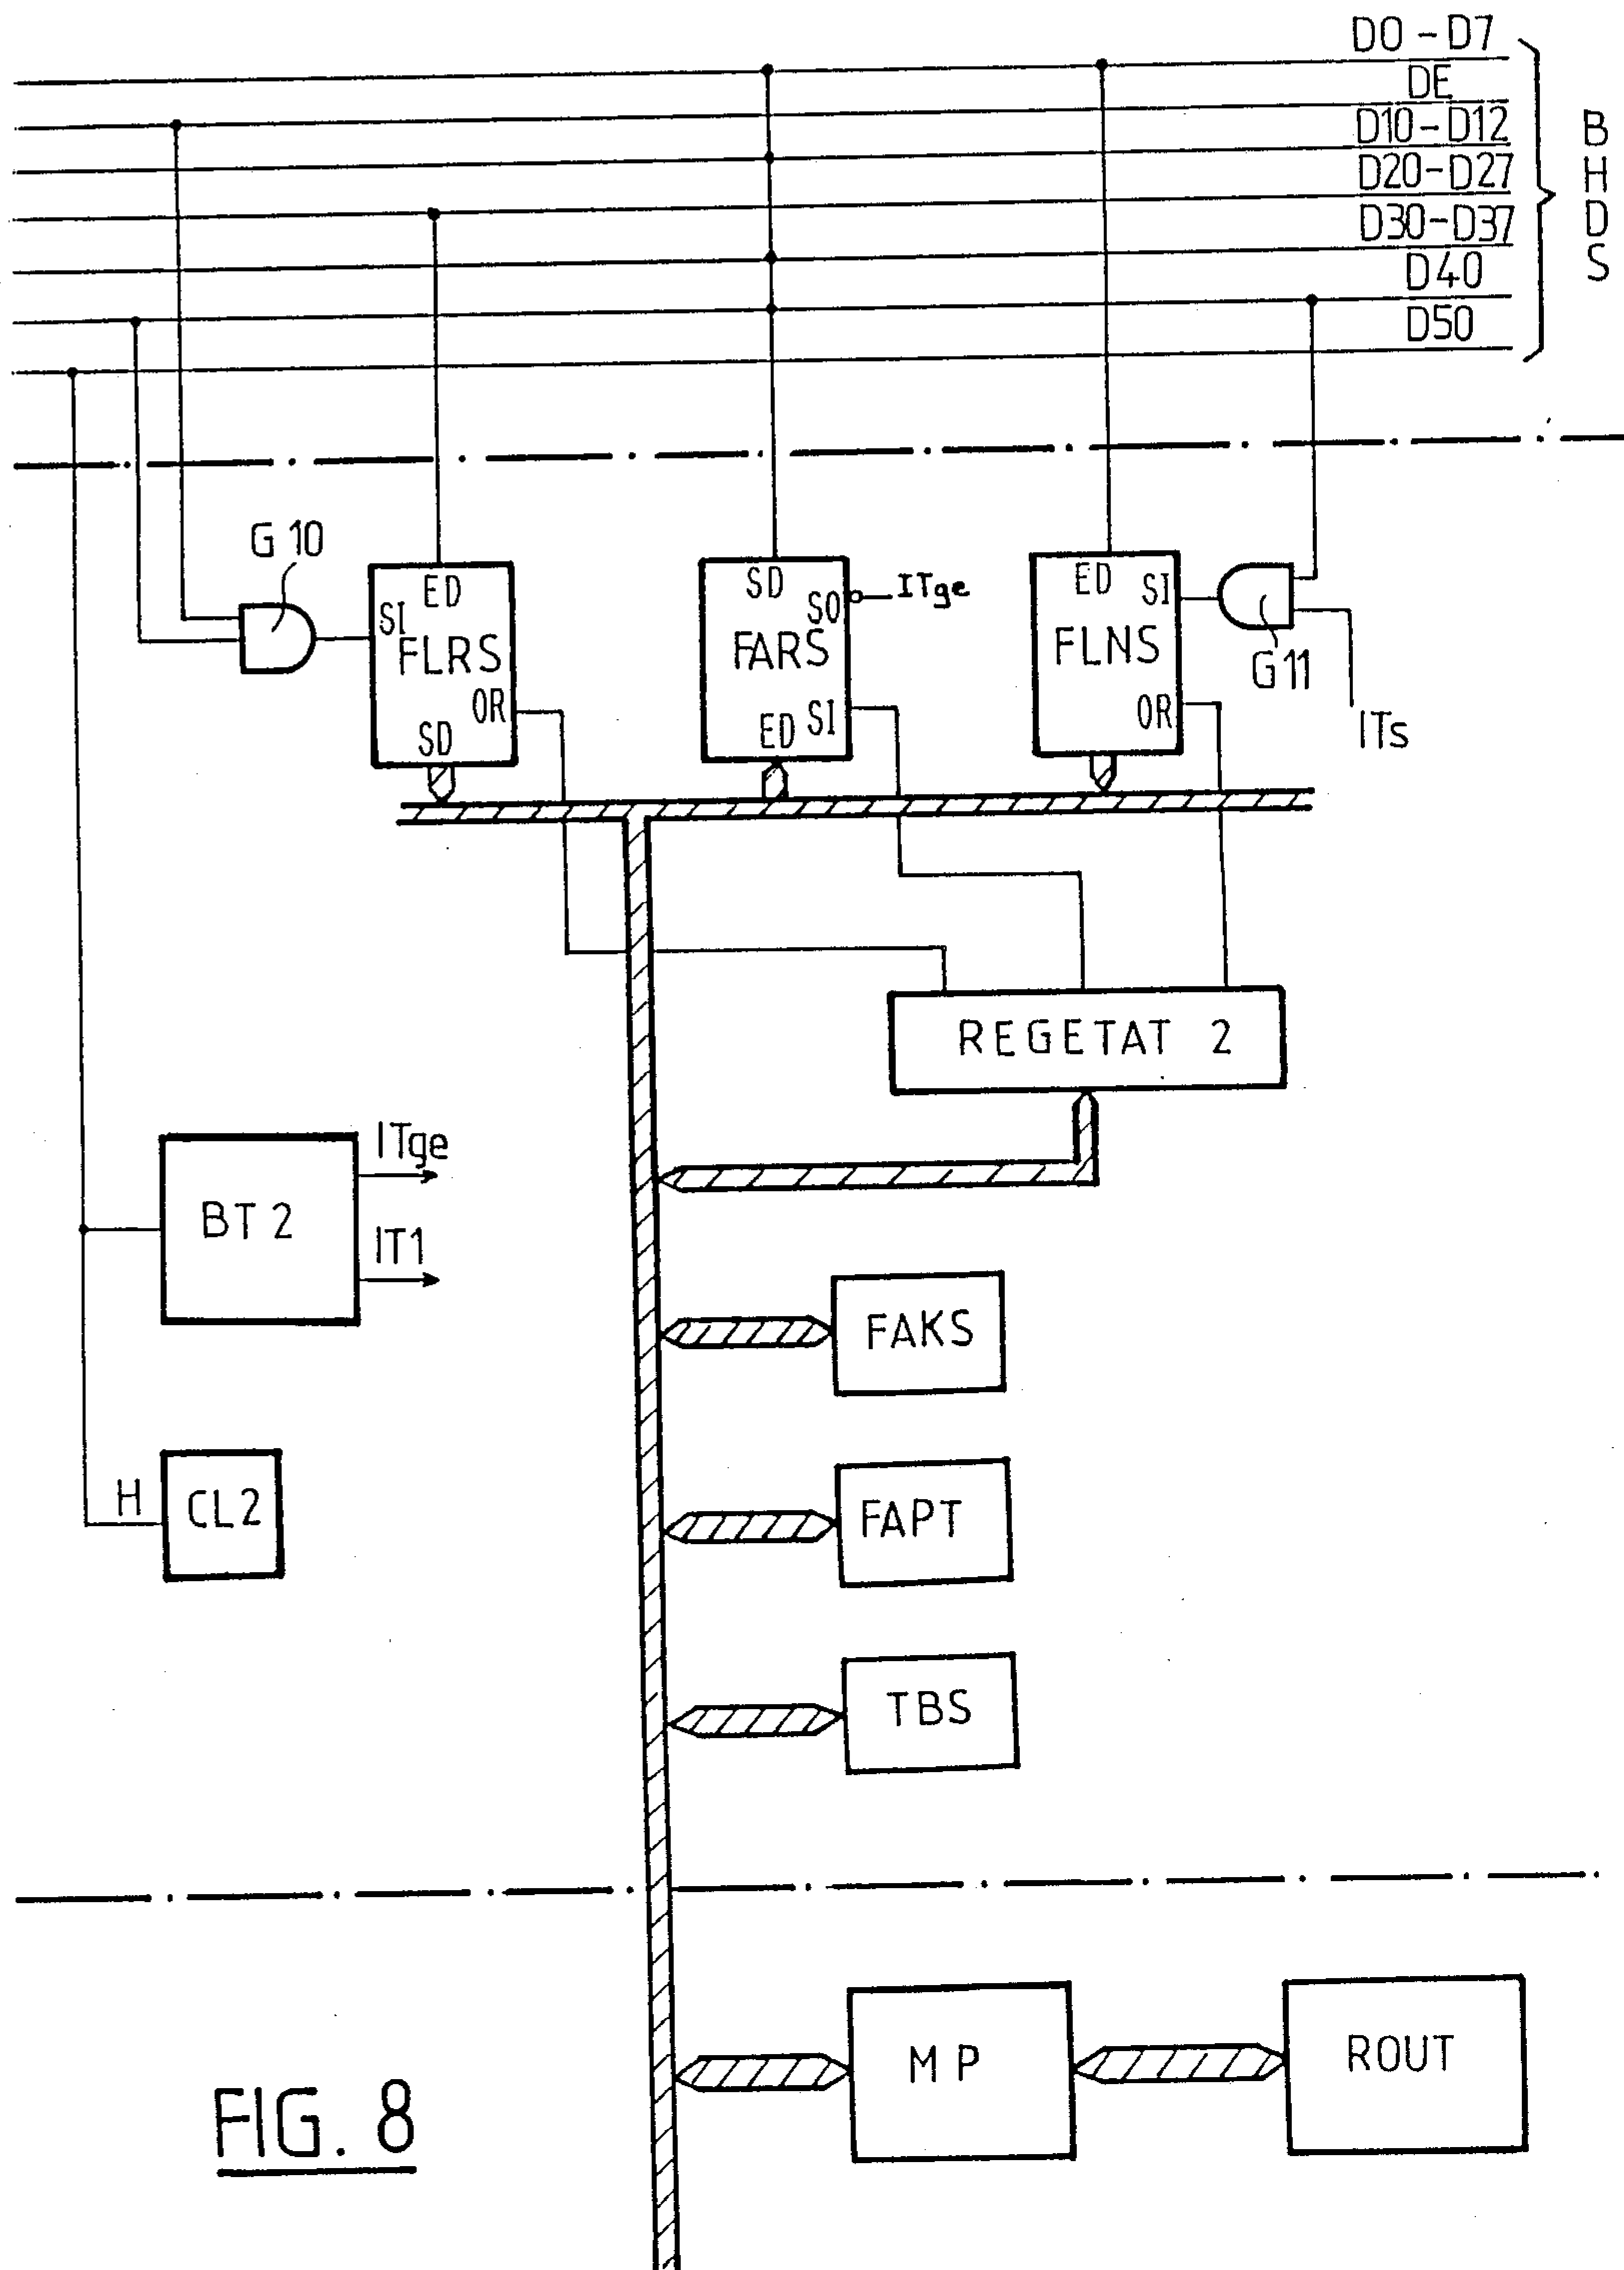 D0 - D7
DE
D10-D12
D20-D27
D30-D37
D40
D50
B
H
D
S
G 10
ED
SI
FLRS
OR
SD
SD
SO
ITge
FARS
SI
ED
ED
SI
FLNS
OR
G11
ITs
REGETAT 2
ITge
BT 2
IT1
FAKS
H
CL2
FAPT
TBS
MP
ROUT
FIG. 8